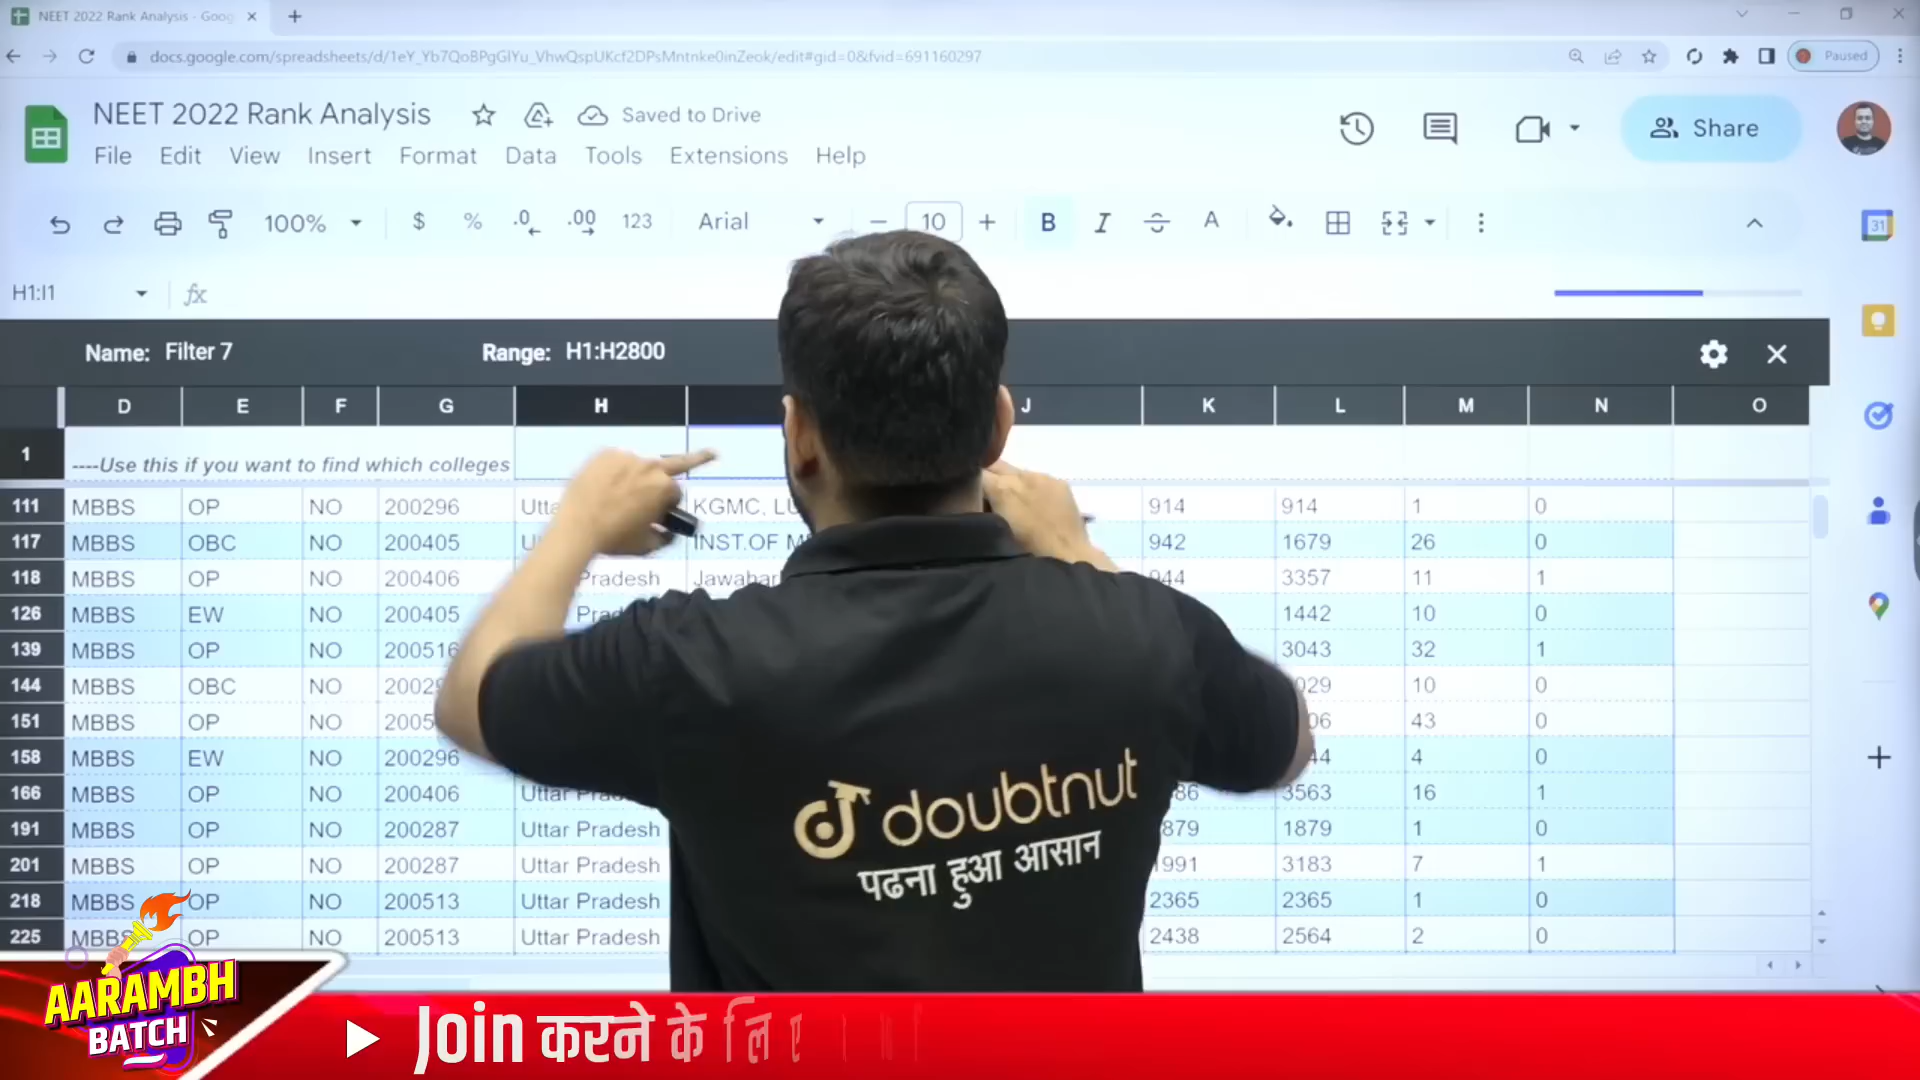 NEET 2022 Rank Analysis - Goog
docs.google.com/spreadsheets/d/1eY_Yb7QoBPgGlYu_VhwQspUKcf2DPsMntnke0inZeok/edit#gid=0&fvid=691160297
Paused
NEET 2022 Rank Analysis
Saved to Drive
File Edit View Insert Format Data Tools Extensions Help
Share
100% $ % .0 .00 123 Arial 10 B I A
31
H1:I1 fx
Name: Filter 7 Range: H1:H2800
D E F G H J K L M N O
1 ----Use this if you want to find which colleges
111 MBBS OP NO 200296 KGMC, 914 914 1 0
117 MBBS OBC NO 200405 INST.OF 942 1679 26 0
118 MBBS OP NO 200406 Pradesh 944 3357 11 1
126 MBBS EW NO 200405 1442 10 0
139 MBBS OP NO 200516 3043 32 1
144 MBBS OBC NO 10 0
151 MBBS OP NO 43 0
158 MBBS EW NO 200296 4 0
166 MBBS OP NO 200406 Uttar 3563 16 1
191 MBBS OP NO 200287 Uttar Pradesh 1879 1 0
201 MBBS OP NO 200287 Uttar Pradesh 1991 3183 7 1
218 MBBS OP NO 200513 Uttar Pradesh 2365 2365 1 0
225 MBBS OP NO 200513 Uttar Pradesh 2438 2564 2 0
doubtnut
पढना हुआ आसान
AARAMBH
BATCH
Join करने के लिए